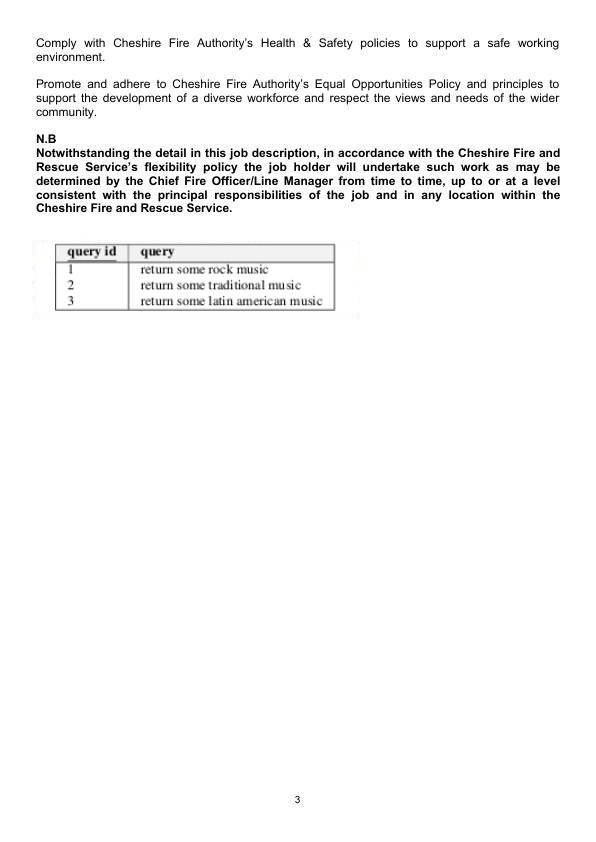 Comply with Cheshire Fire Authority’s Health & Safety policies to support a safe working
environment.
Promote and adhere to Cheshire Fire Authority’s Equal Opportunities Policy and principles to
support the development of a diverse workforce and respect the views and needs of the wider
community.
N.B
Notwithstanding the detail in this job description, in accordance with the Cheshire Fire and
Rescue Service’s flexibility policy the job holder will undertake such work as may be
determined by the Chief Fire Officer/Line Manager from time to time, up to or at a level
consistent with the principal responsibilities of the job and in any location within the
Cheshire Fire and Rescue Service.
query id query
1 return some rock music
2 return some traditional music
3 return some latin american music
3